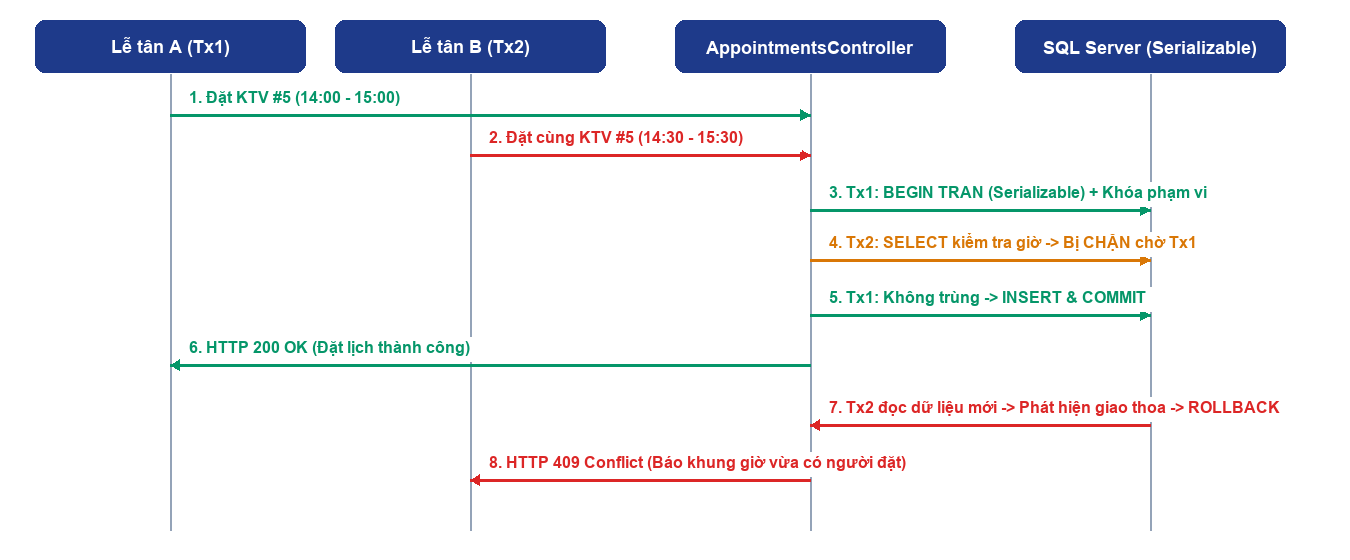 Lễ tân A (Tx1)
Lễ tân B (Tx2)
AppointmentsController
SQL Server (Serializable)
1. Đặt KTV #5 (14:00 - 15:00)
2. Đặt cùng KTV #5 (14:30 - 15:30)
3. Tx1: BEGIN TRAN (Serializable) + Khóa phạm vi
4. Tx2: SELECT kiểm tra giờ -> Bị CHẶN chờ Tx1
5. Tx1: Không trùng -> INSERT & COMMIT
6. HTTP 200 OK (Đặt lịch thành công)
7. Tx2 đọc dữ liệu mới -> Phát hiện giao thoa -> ROLLBACK
8. HTTP 409 Conflict (Báo khung giờ vừa có người đặt)